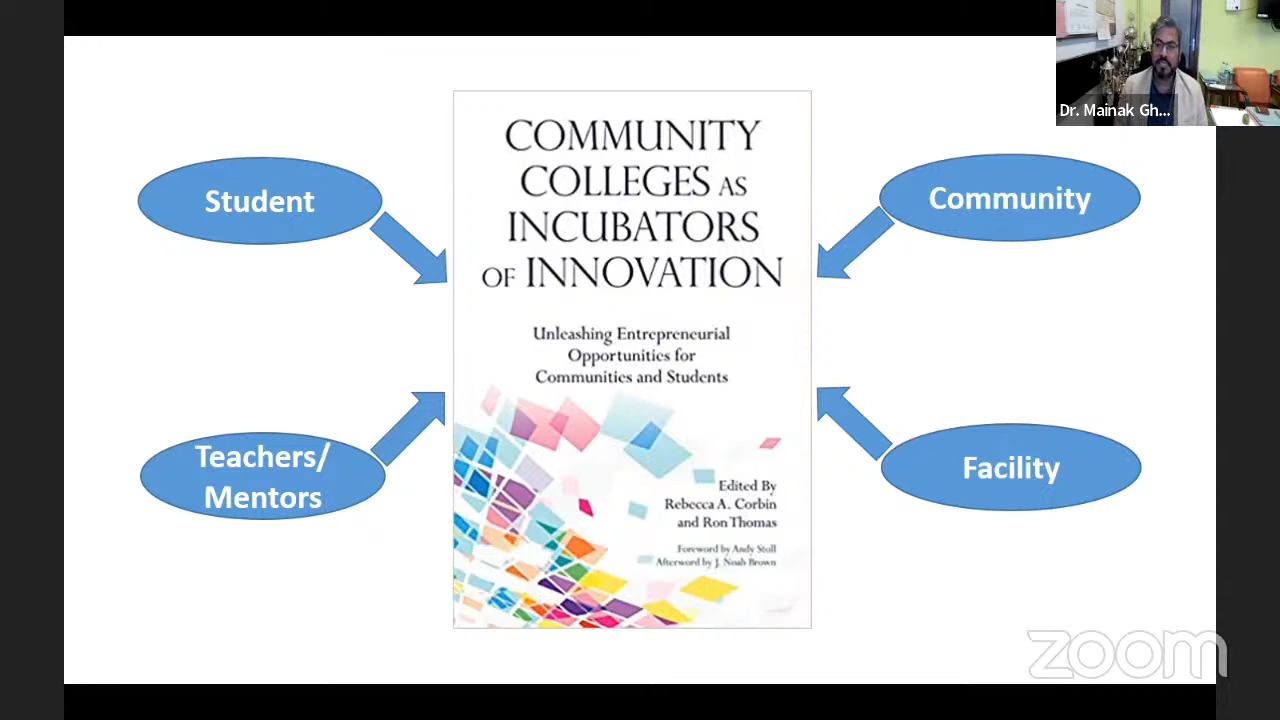 Dr. Mainak Gh...
Student
Community
COMMUNITY
COLLEGES AS
INCUBATORS
OF INNOVATION
Unleashing Entrepreneurial
Opportunities for
Communities and Students
Teachers/
Mentors
Facility
Edited By
Rebecca A. Corbin
and Ron Thomas
Foreword by Andy Stoll
Afterword by J. Noah Brown
zoom